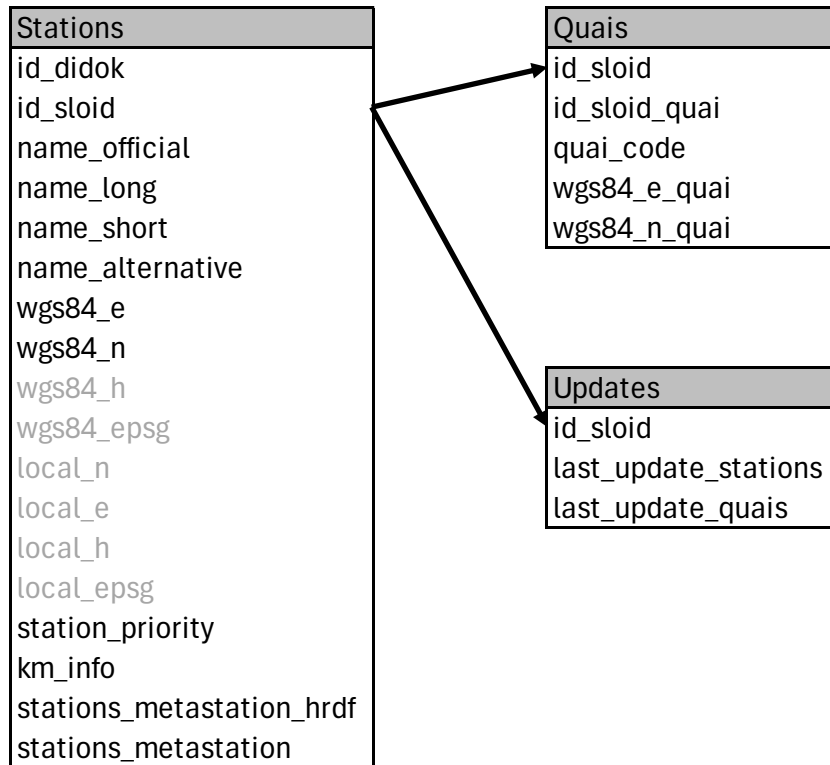 Stations
id_didok
id_sloid
name_official
name_long
name_short
name_alternative
wgs84_e
wgs84_n
wgs84_h
wgs84_epsg
local_n
local_e
local_h
local_epsg
station_priority
km_info
stations_metastation_hrdf
stations_metastation
Quais
id_sloid
id_sloid_quai
quai_code
wgs84_e_quai
wgs84_n_quai
Updates
id_sloid
last_update_stations
last_update_quais